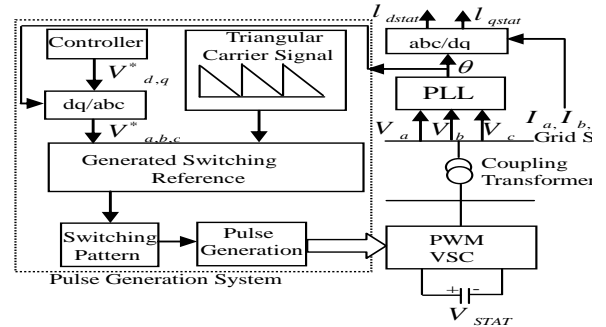 Controller
V*d,q
dq/abc
V*a,b,c
Triangular
Carrier Signal
Generated Switching
Reference
Switching
Pattern
Pulse
Generation
Pulse Generation System
l dstat
l qstat
abc/dq
θ
PLL
V a
V b
V c
I a, I b,
Grid S
Coupling
Transformer
PWM
VSC
+ -
V STAT